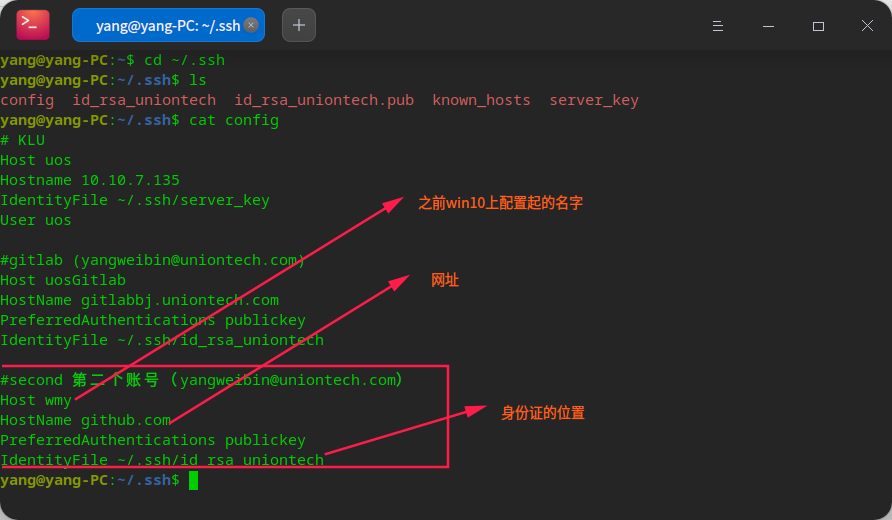 yang@yang-PC: ~/.ssh
yang@yang-PC:~$ cd ~/.ssh
yang@yang-PC:~/.ssh$ ls
config id_rsa_uniontech id_rsa_uniontech.pub known_hosts server_key
yang@yang-PC:~/.ssh$ cat config
# KLU
Host uos
Hostname 10.10.7.135
IdentityFile ~/.ssh/server_key
之前win10上配置起的名字
User uos
#gitlab (yangweibin@uniontech.com)
Host uosGitlab
网址
HostName gitlabbj.uniontech.com
PreferredAuthentications publickey
IdentityFile ~/.ssh/id_rsa_uniontech
#second 第二个账号 (yangweibin@uniontech.com)
Host wmy
HostName github.com
身份证的位置
PreferredAuthentications publickey
IdentityFile ~/.ssh/id_rsa_uniontech
yang@yang-PC:~/.ssh$